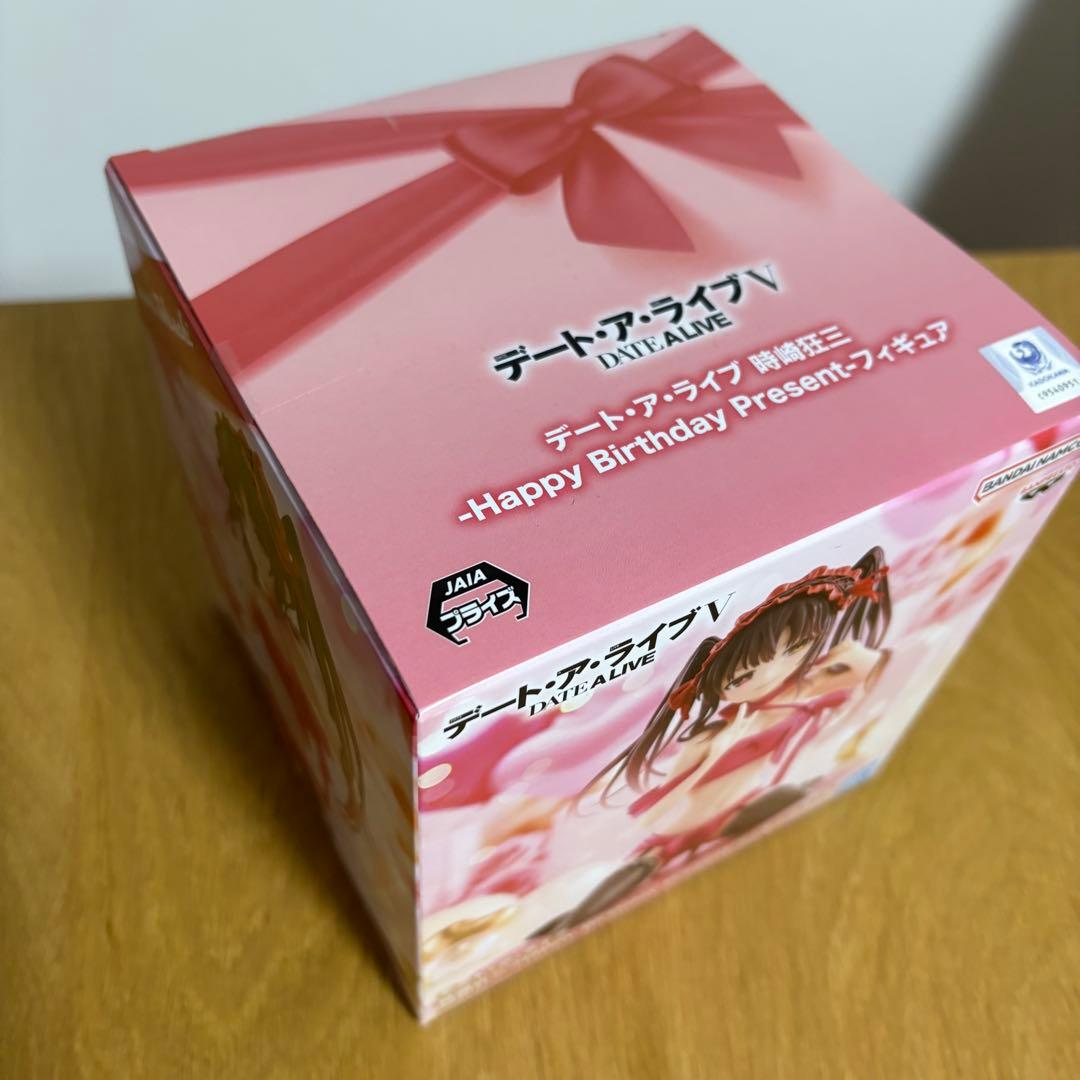 デート・ア・ライブV
DATE A LIVE
デート・ア・ライブ 時崎狂三
-Happy Birthday Present-フィギュア
KADOKAWA
C9540951
BANDAI NAMCO
JAIA
プライズ
デート・ア・ライブV
DATE A LIVE